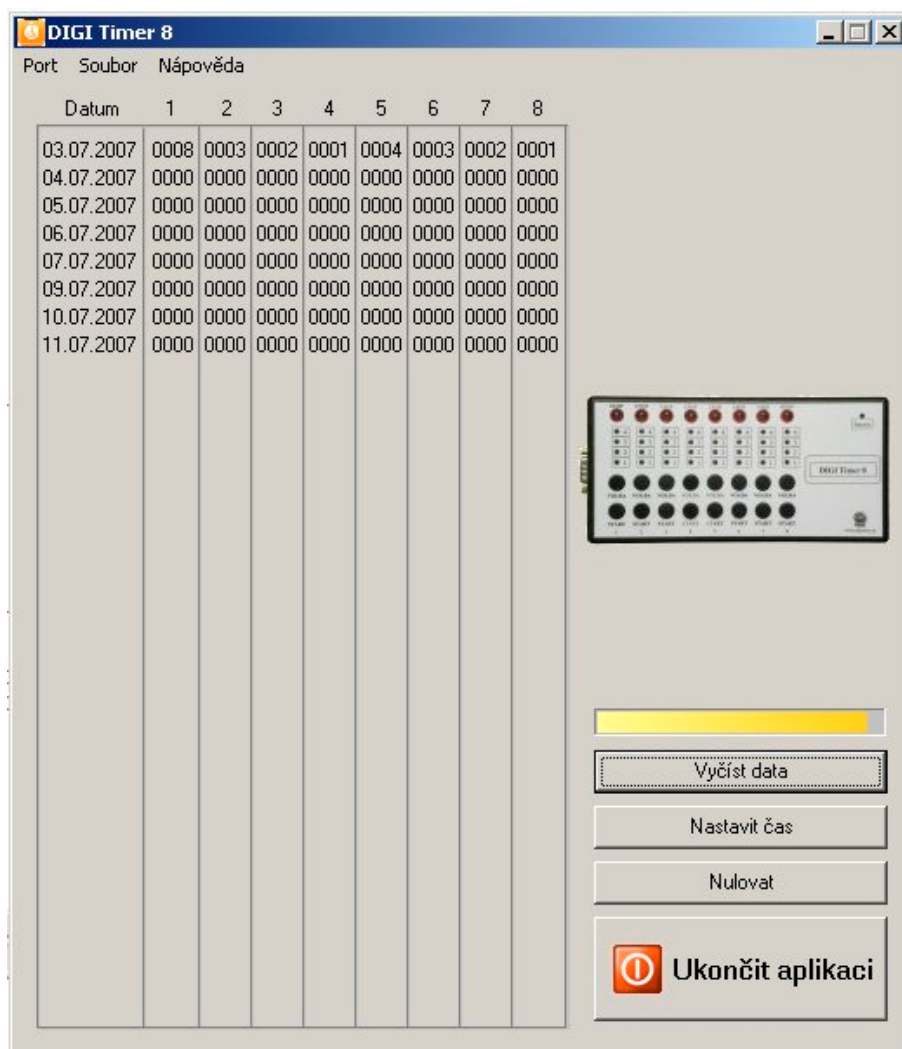 DIGI Timer 8
Port Soubor Nápověda
Datum 1 2 3 4 5 6 7 8
03.07.2007 0008 0003 0002 0001 0004 0003 0002 0001
04.07.2007 0000 0000 0000 0000 0000 0000 0000 0000
05.07.2007 0000 0000 0000 0000 0000 0000 0000 0000
06.07.2007 0000 0000 0000 0000 0000 0000 0000 0000
07.07.2007 0000 0000 0000 0000 0000 0000 0000 0000
09.07.2007 0000 0000 0000 0000 0000 0000 0000 0000
10.07.2007 0000 0000 0000 0000 0000 0000 0000 0000
11.07.2007 0000 0000 0000 0000 0000 0000 0000 0000
DIGI Timer 8
Vyčíst data
Nastavit čas
Nulovat
Ukončit aplikaci